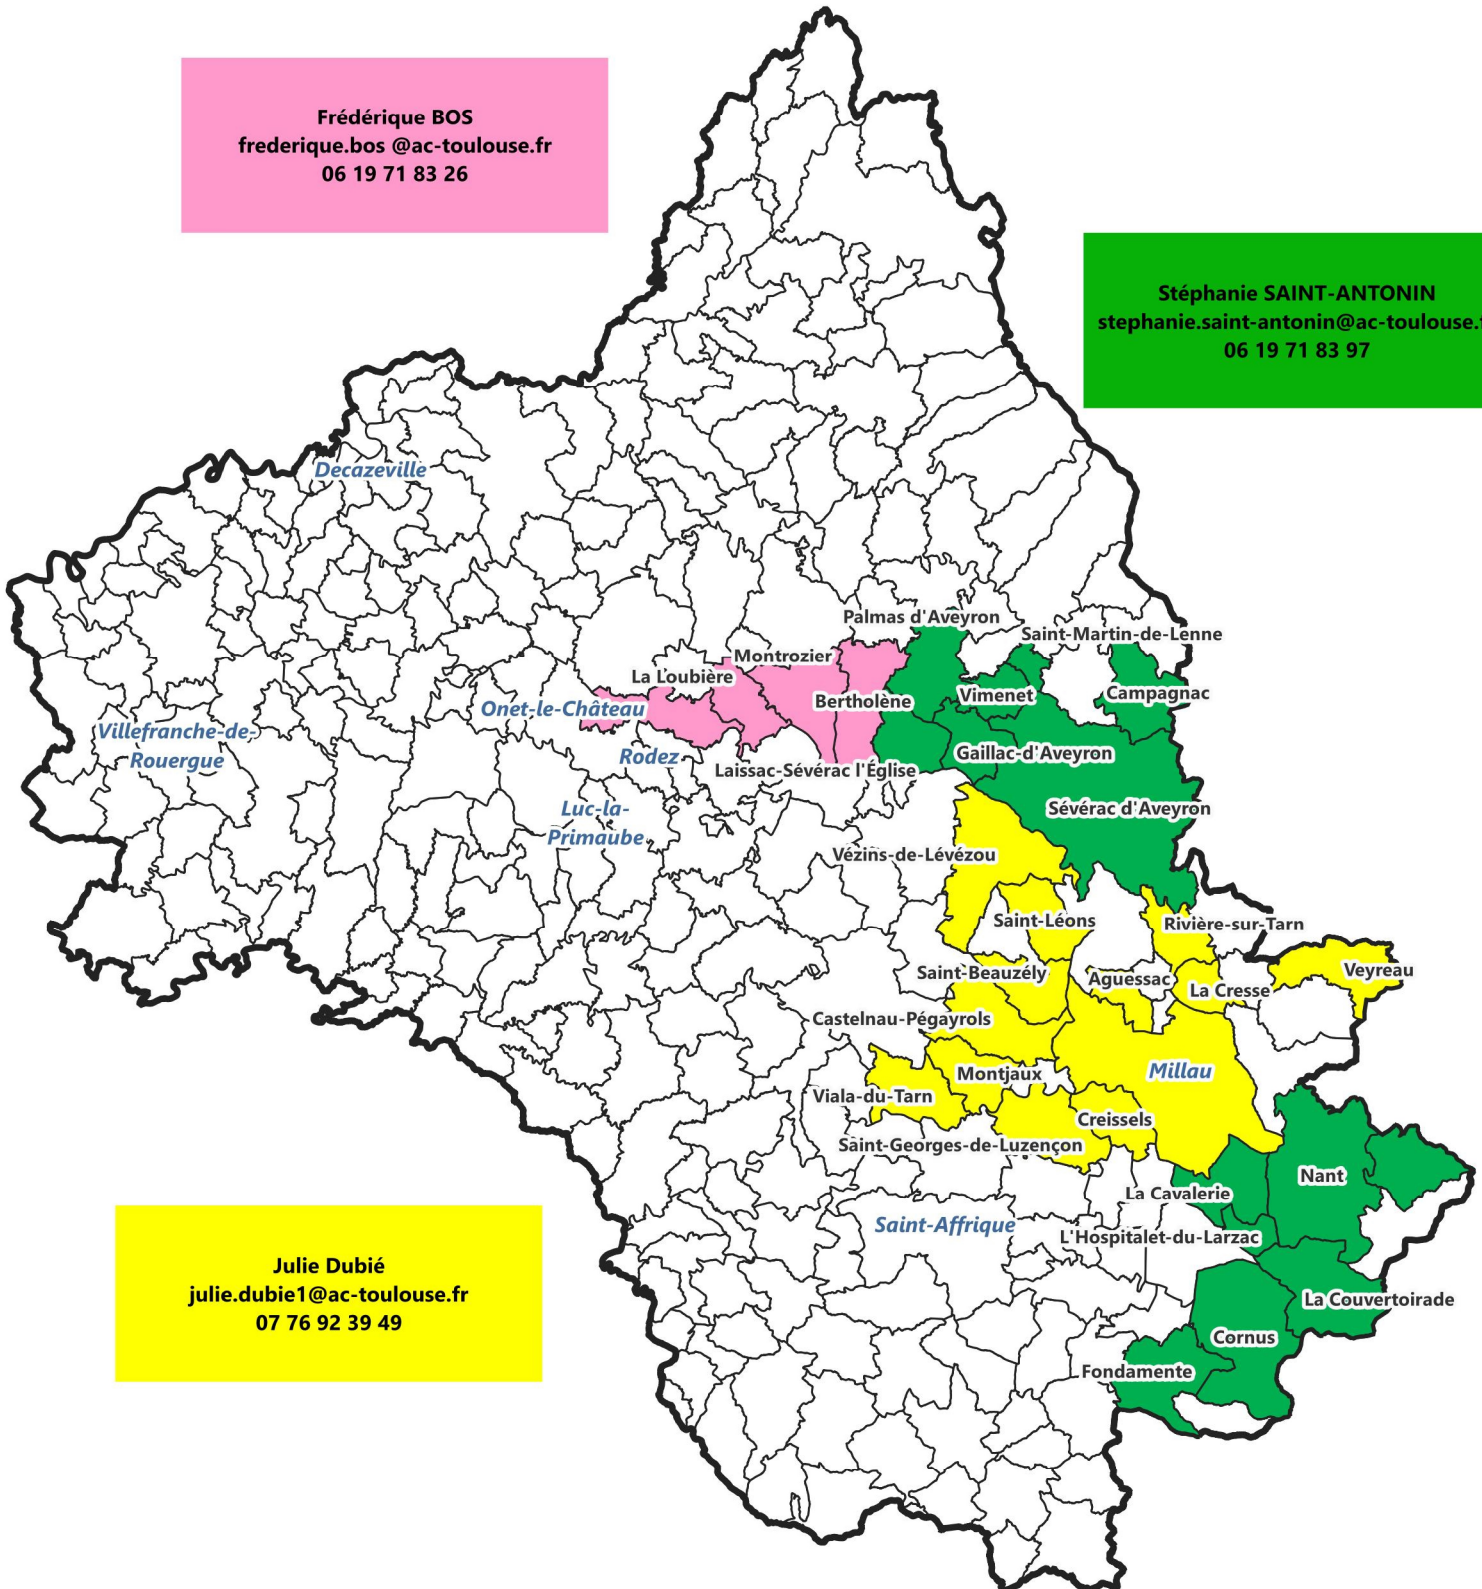 Frédérique BOS
frederique.bos @ac-toulouse.fr
06 19 71 83 26
Stéphanie SAINT-ANTONIN
stephanie.saint-antonin@ac-toulouse.f
06 19 71 83 97
Decazeville
Palmas d'Aveyron
Saint-Martin-de-Lenne
Montrozier
La Loubière
Bertholène
Vimenet
Campagnac
Onet-le-Château
Villefranche-de-
Rouergue
Rodez
Gaillac-d'Aveyron
Laissac-Sévérac l'Église
Luc-la-
Primaube
Sévérac d'Aveyron
Vézins-de-Lévézou
Saint-Léons
Rivière-sur-Tarn
Saint-Beauzély
Aguessac
La Cresse
Veyreau
Castelnau-Pégayrols
Montjaux
Millau
Viala-du-Tarn
Creissels
Saint-Georges-de-Luzençon
Nant
La Cavalerie
Saint-Affrique
L'Hospitalet-du-Larzac
La Couvertoirade
Cornus
Fondamente
Julie Dubié
julie.dubie1@ac-toulouse.fr
07 76 92 39 49